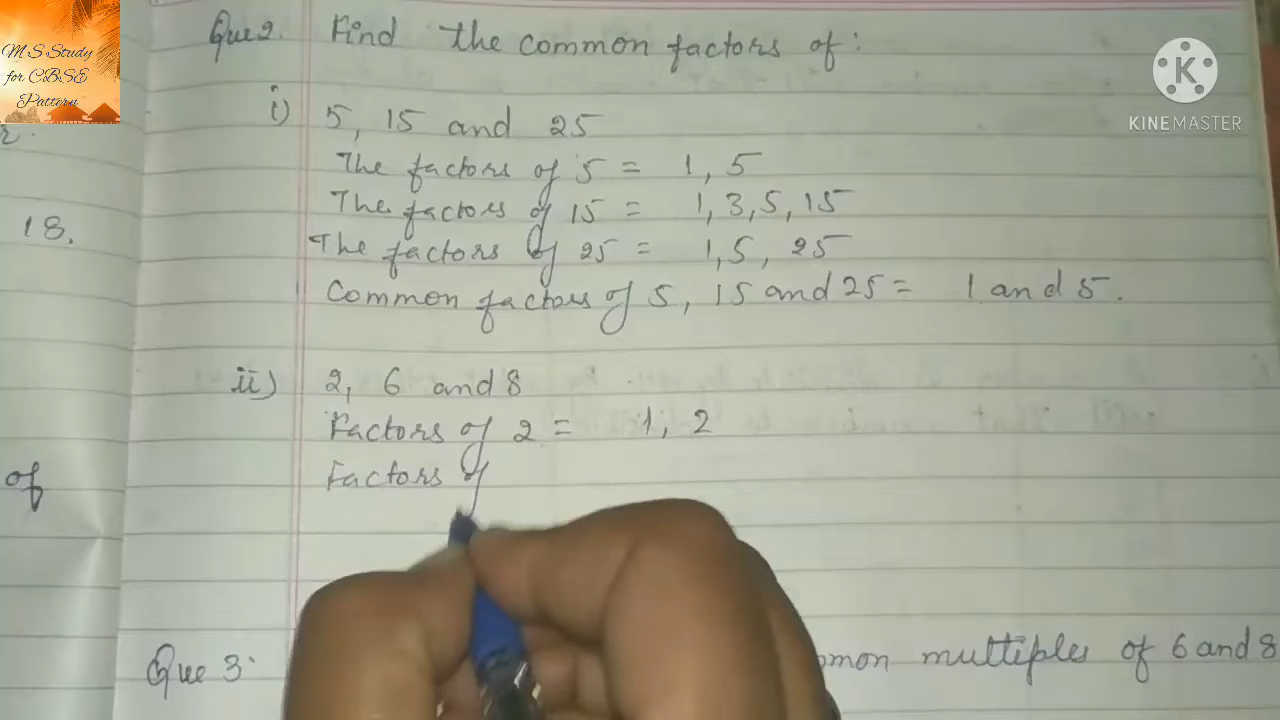 M S Study
for CBSE
Pattern
KINEMASTER
Que 2. Find the common factors of:
i) 5, 15 and 25
The factors of 5 = 1, 5
The factors of 15 = 1, 3, 5, 15
18.
The factors of 25 = 1, 5, 25
Common factors of 5, 15 and 25 = 1 and 5.
ii) 2, 6 and 8
Factors of 2 = 1, 2
of
Factors of
Que 3. multiples of 6 and 8